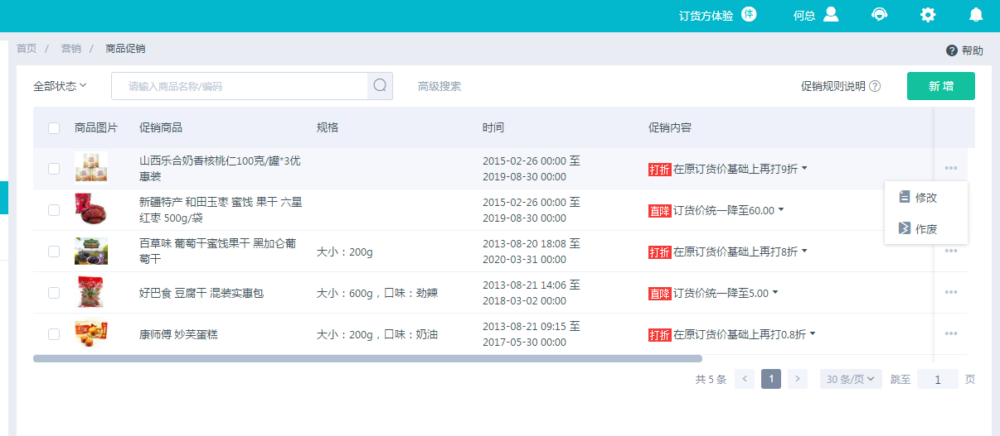 订货方体验 体 何总
首页 / 营销 / 商品促销
? 帮助
全部状态 请输入商品名称/编码 高级搜索 促销规则说明 ? 新增
商品图片 促销商品 规格 时间 促销内容 •••
山西乐合奶香核桃仁100克/罐*3优
惠装
2015-02-26 00:00 至
2019-08-30 00:00
打折 在原订货价基础上再打9折
•••
修改
作废
新疆特产 和田玉枣 蜜饯 果干 六星
红枣 500g/袋
2015-02-26 00:00 至
2019-08-30 00:00
直降 订货价统一降至60.00
百草味 葡萄干蜜饯果干 黑加仑葡
萄干
大小：200g
2013-08-20 18:08 至
2020-03-31 00:00
打折 在原订货价基础上再打8折
•••
好巴食 豆腐干 混装实惠包
大小：600g，口味：劲辣
2013-08-21 14:06 至
2018-03-02 00:00
直降 订货价统一降至5.00
•••
康师傅 妙芙蛋糕
大小：200g，口味：奶油
2013-08-21 09:15 至
2017-05-30 00:00
打折 在原订货价基础上再打0.8折
•••
共 5 条 < 1 > 30 条/页 跳至 1 页